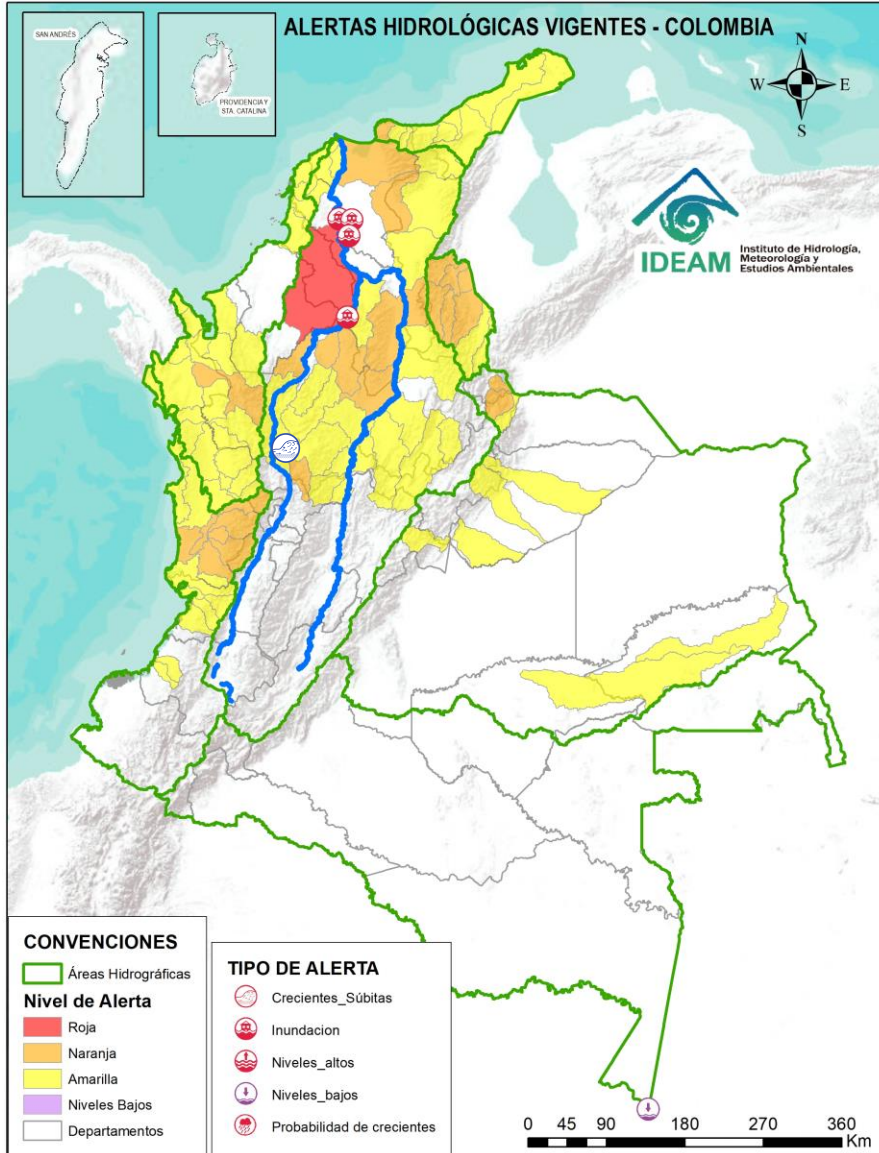 ALERTAS HIDROLÓGICAS VIGENTES - COLOMBIA
SAN ANDRÉS
PROVIDENCIA Y
STA. CATALINA
N
W
E
S
IDEAM
Instituto de Hidrología,
Meteorología y
Estudios Ambientales
CONVENCIONES
Áreas Hidrográficas
Nivel de Alerta
Roja
Naranja
Amarilla
Niveles Bajos
Departamentos
TIPO DE ALERTA
Crecientes_Súbitas
Inundacion
Niveles_altos
Niveles_bajos
Probabilidad de crecientes
0 45 90 180 270 360
Km